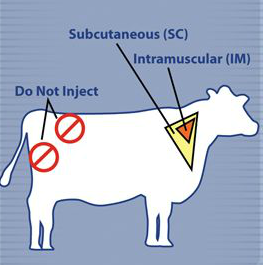 Subcutaneous (SC)
Intramuscular (IM)
Do Not Inject